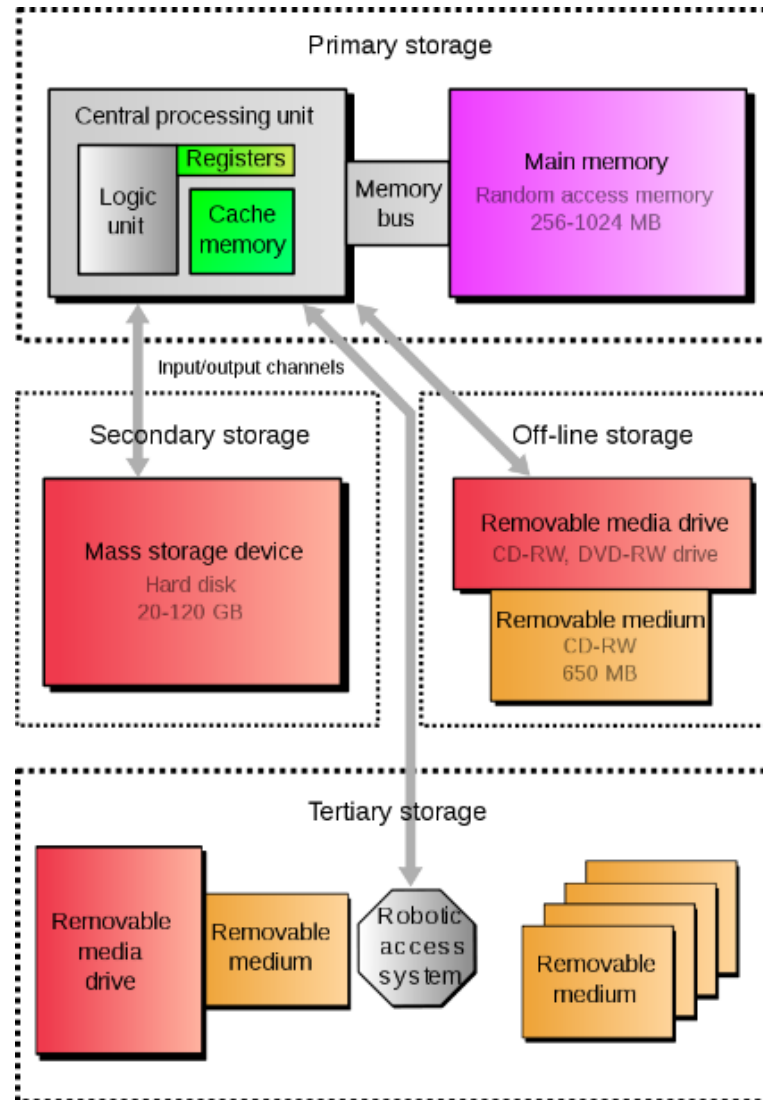 Primary storage
Central processing unit
Registers
Logic
unit
Cache
memory
Memory
bus
Main memory
Random access memory
256-1024 MB
Input/output channels
Secondary storage
Mass storage device
Hard disk
20-120 GB
Off-line storage
Removable media drive
CD-RW, DVD-RW drive
Removable medium
CD-RW
650 MB
Tertiary storage
Removable
media
drive
Removable
medium
Robotic
access
system
Removable
medium